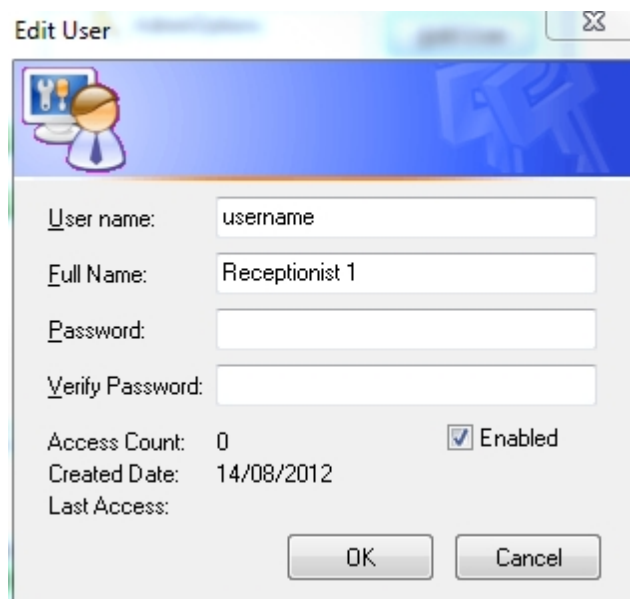 Edit User
User name: username
Full Name: Receptionist 1
Password:
Verify Password:
Access Count: 0
Enabled
Created Date: 14/08/2012
Last Access:
OK Cancel